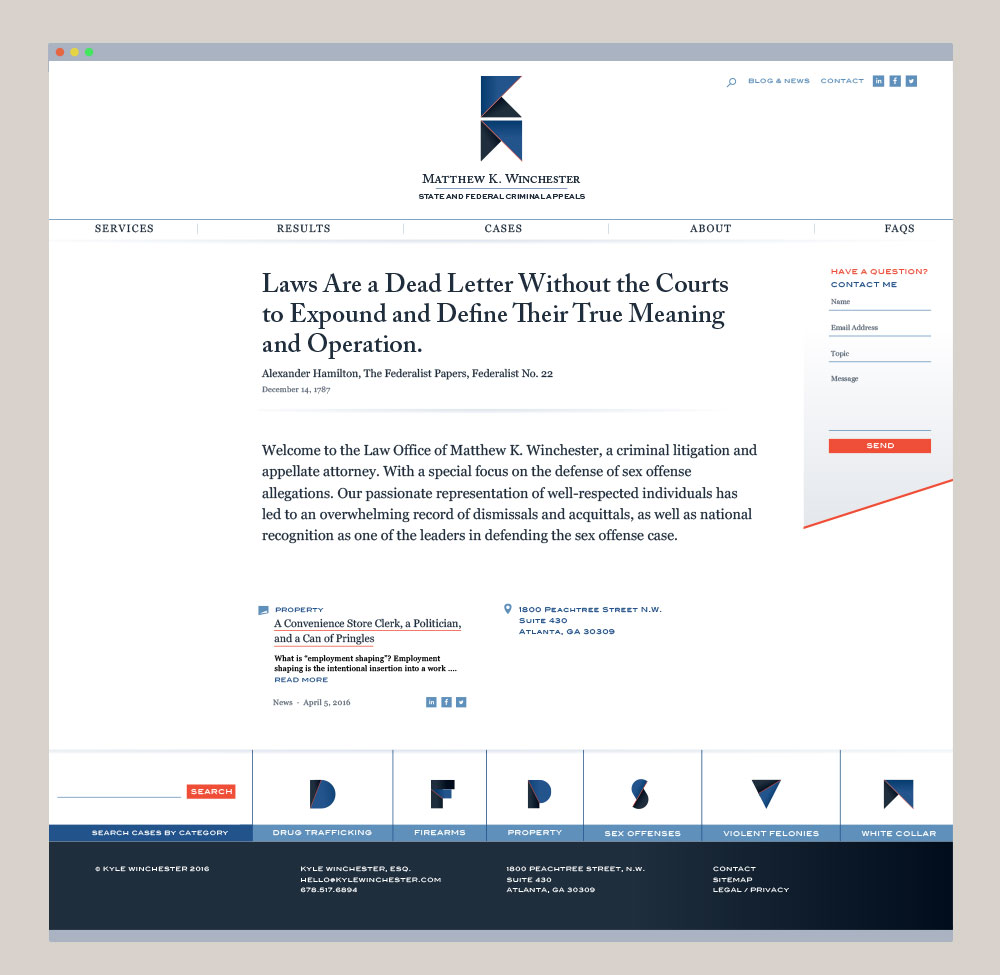 BLOG & NEWS CONTACT
MATTHEW K. WINCHESTER
STATE AND FEDERAL CRIMINAL APPEALS
SERVICES RESULTS CASES ABOUT FAQS
Laws Are a Dead Letter Without the Courts
to Expound and Define Their True Meaning
and Operation.
Alexander Hamilton, The Federalist Papers, Federalist No. 22
December 14, 1787
HAVE A QUESTION?
CONTACT ME
Name
Email Address
Topic
Message
SEND
Welcome to the Law Office of Matthew K. Winchester, a criminal litigation and
appellate attorney. With a special focus on the defense of sex offense
allegations. Our passionate representation of well-respected individuals has
led to an overwhelming record of dismissals and acquittals, as well as national
recognition as one of the leaders in defending the sex offense case.
PROPERTY
A Convenience Store Clerk, a Politician,
and a Can of Pringles
What is “employment shaping”? Employment
shaping is the intentional insertion into a work ....
READ MORE
News - April 5, 2016
1800 PEACHTREE STREET N.W.
SUITE 430
ATLANTA, GA 30309
SEARCH
SEARCH CASES BY CATEGORY
D F P S V
DRUG TRAFFICKING FIREARMS PROPERTY SEX OFFENSES VIOLENT FELONIES WHITE COLLAR
© KYLE WINCHESTER 2016
KYLE WINCHESTER, ESQ.
HELLO@KYLEWINCHESTER.COM
678.517.6894
1800 PEACHTREE STREET, N.W.
SUITE 430
ATLANTA, GA 30309
CONTACT
SITEMAP
LEGAL / PRIVACY